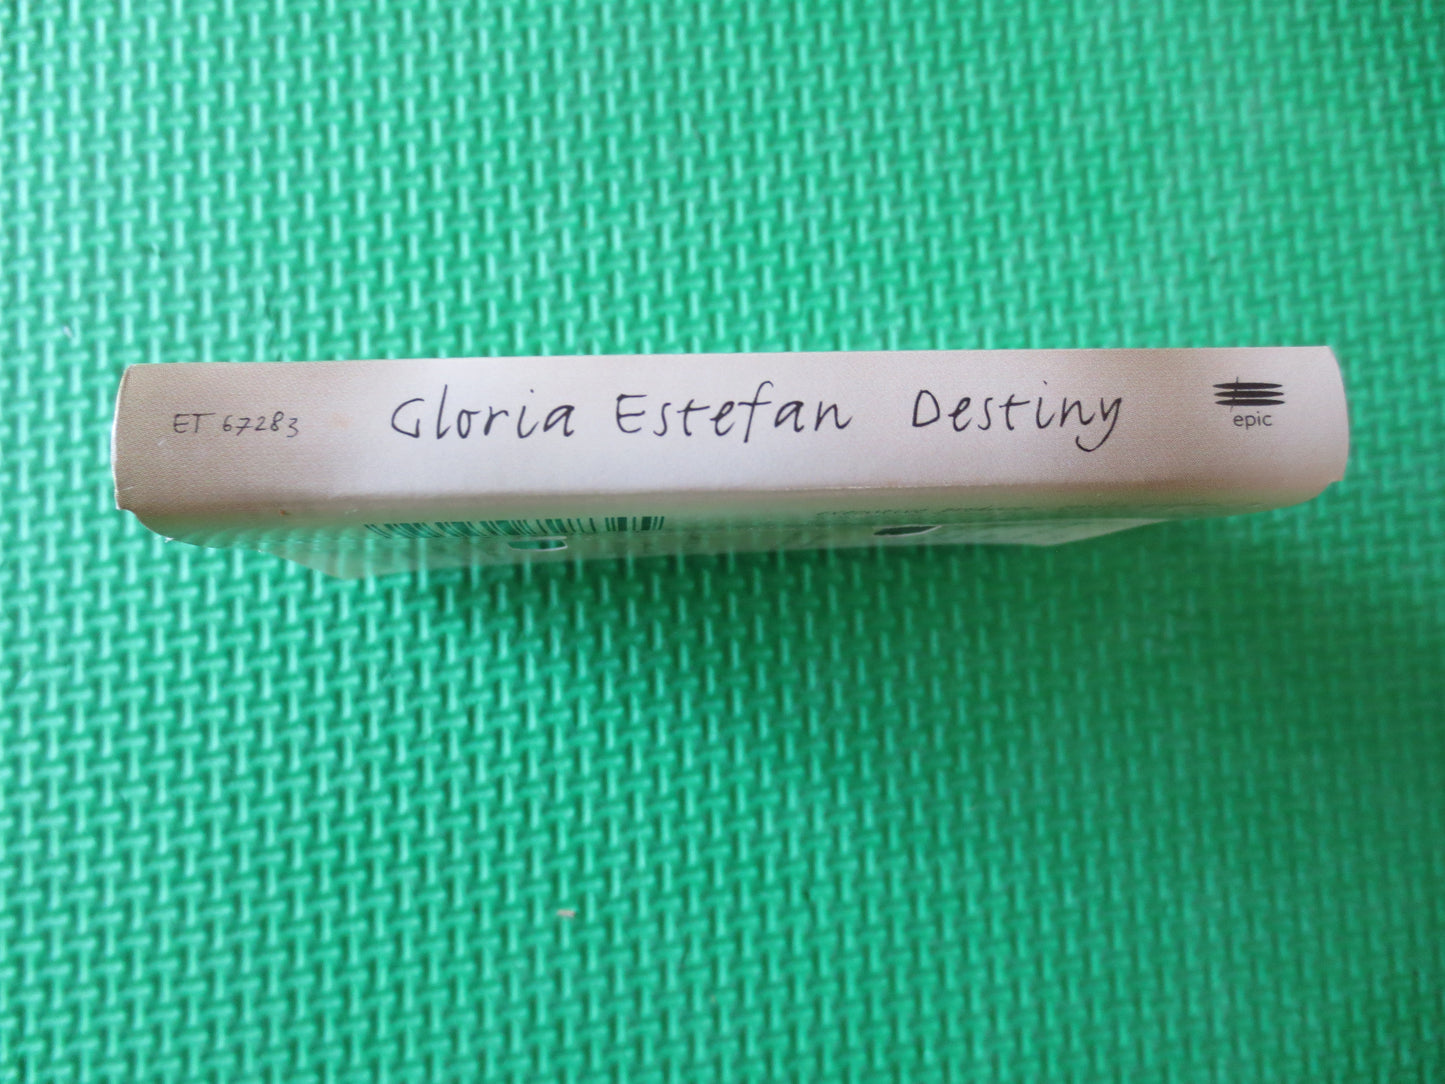 ET 67283 Gloria Estefan Destiny
epic